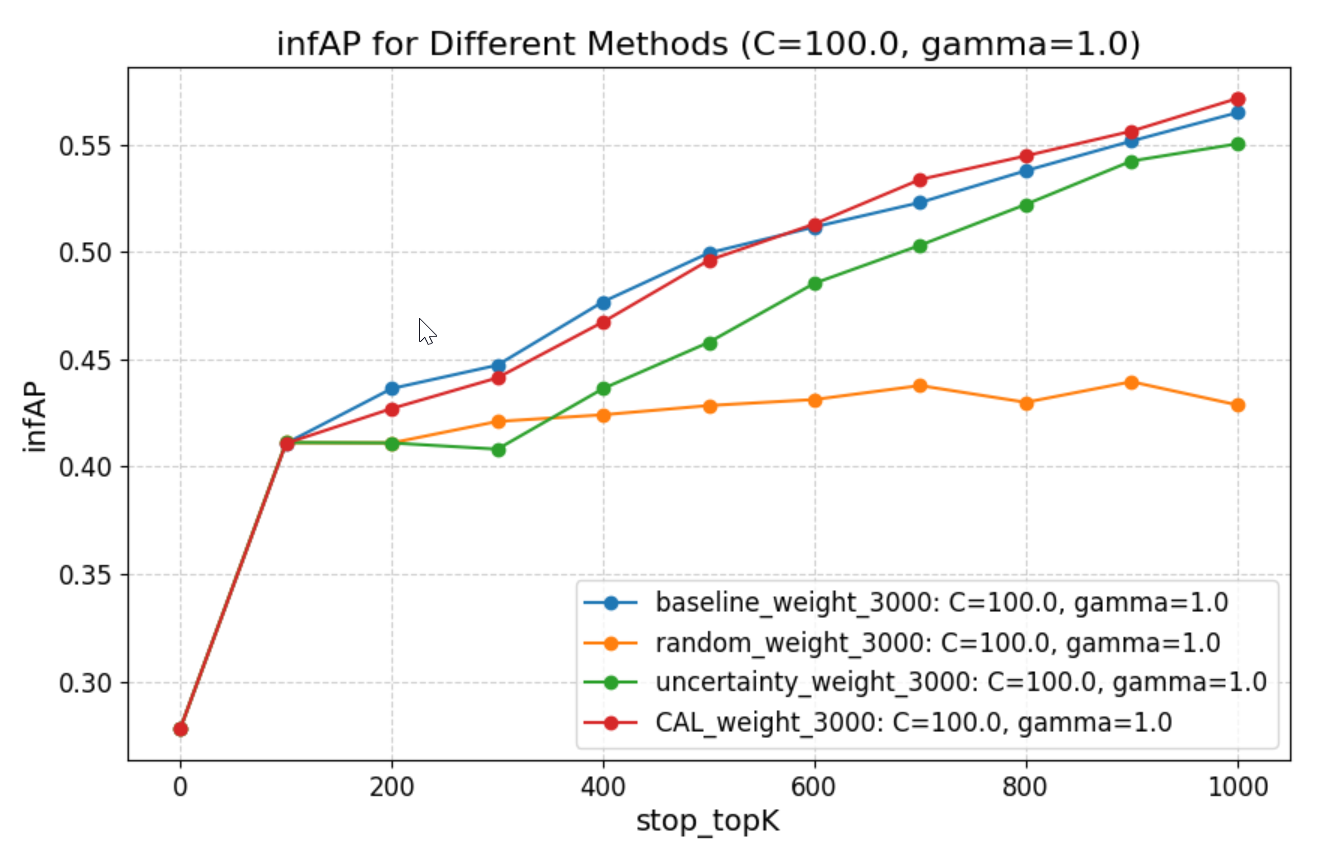 infAP for Different Methods (C=100.0, gamma=1.0)
infAP
0.55
0.50
0.45
0.40
0.35
0.30
baseline_weight_3000: C=100.0, gamma=1.0
random_weight_3000: C=100.0, gamma=1.0
uncertainty_weight_3000: C=100.0, gamma=1.0
CAL_weight_3000: C=100.0, gamma=1.0
0 200 400 600 800 1000
stop_topK